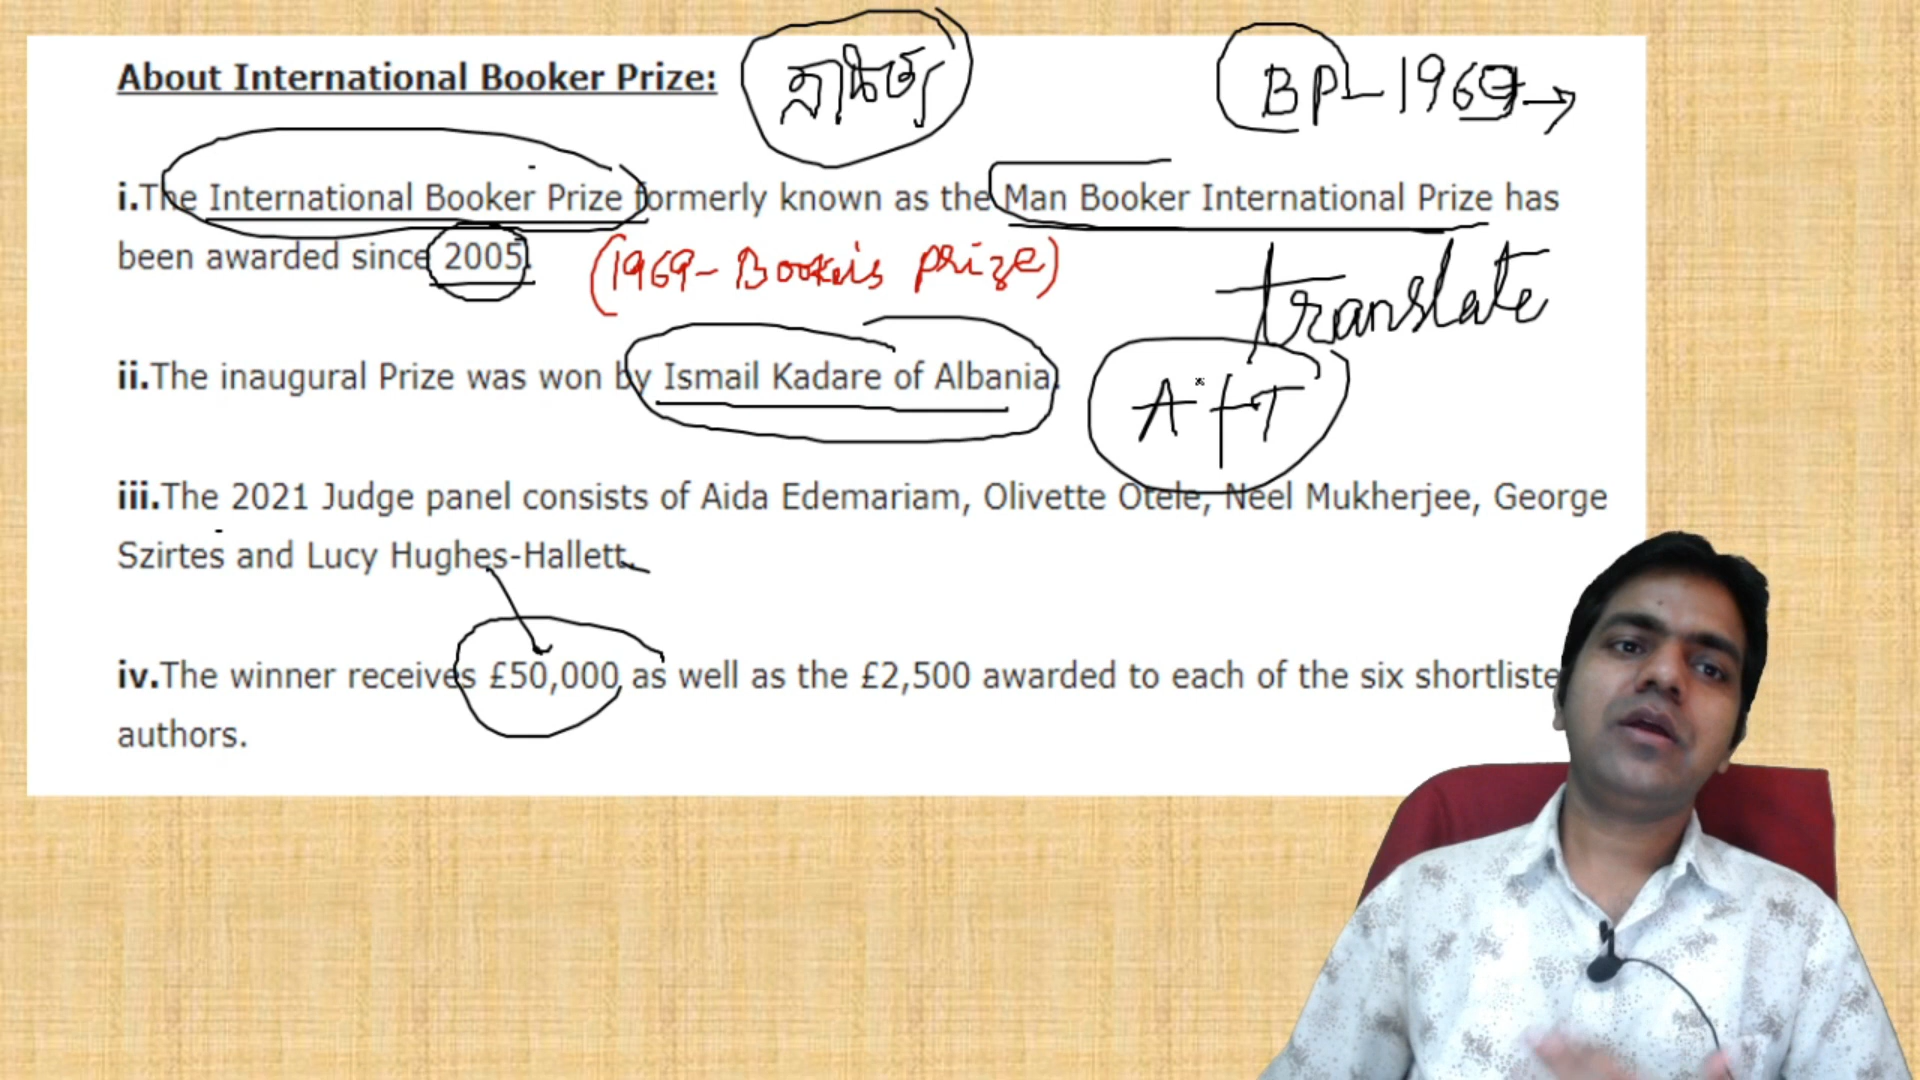 About International Booker Prize:
BP-1969→
i.The International Booker Prize formerly known as the Man Booker International Prize has
been awarded since 2005.
(1969- Booker's prize)
translate
ii.The inaugural Prize was won by Ismail Kadare of Albania.
A+T
iii.The 2021 Judge panel consists of Aida Edemariam, Olivette Otele, Neel Mukherjee, George
Szirtes and Lucy Hughes-Hallett.
iv.The winner receives £50,000 as well as the £2,500 awarded to each of the six shortliste
authors.